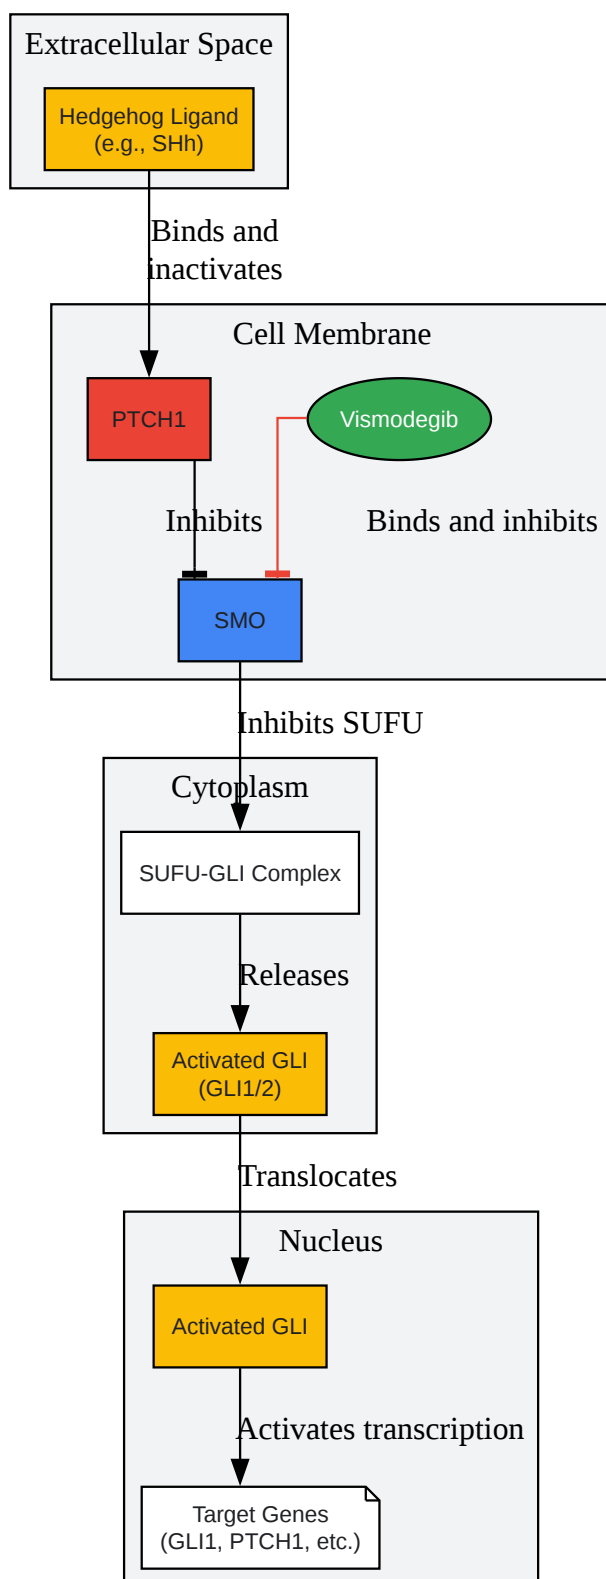 Extracellular Space
Hedgehog Ligand
(e.g., SHh)
Binds and
inactivates
Cell Membrane
PTCH1
Vismodegib
Inhibits
Binds and inhibits
SMO
Inhibits SUFU
Cytoplasm
SUFU-GLI Complex
Releases
Activated GLI
(GLI1/2)
Translocates
Nucleus
Activated GLI
Activates transcription
Target Genes
(GLI1, PTCH1, etc.)